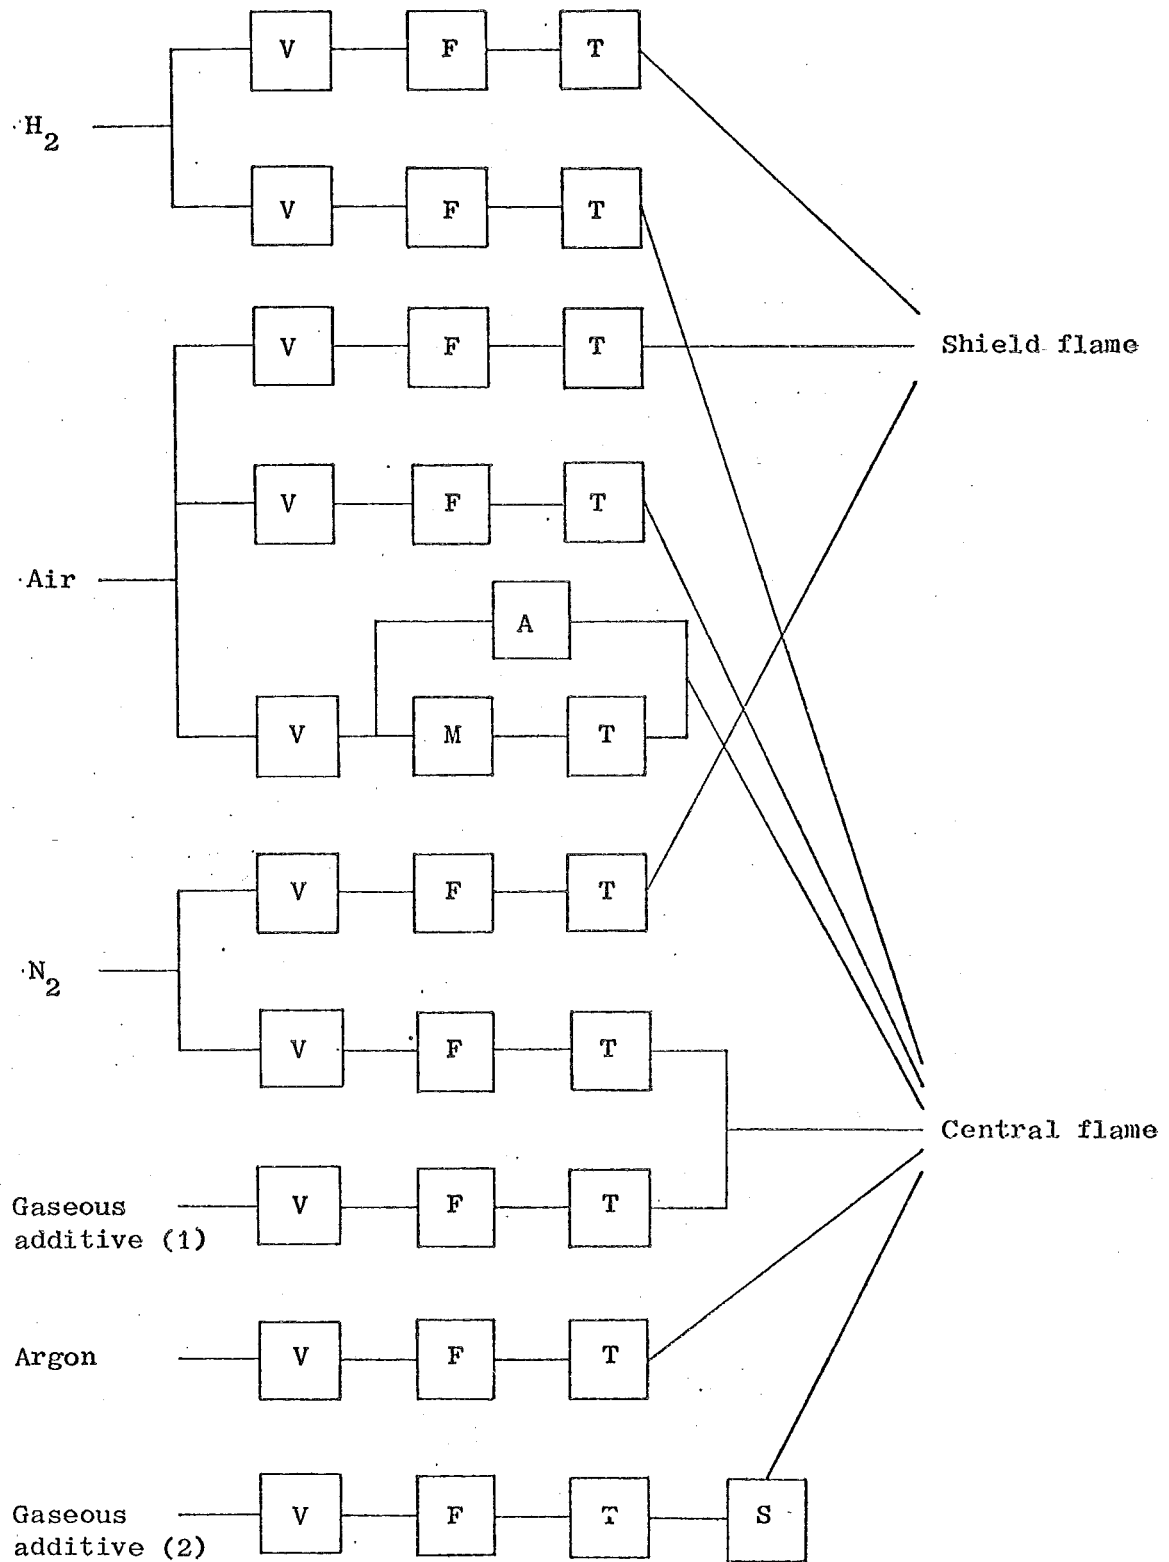 V F T
H2
V F T
V F T
Shield flame
V F T
Air
A
V M T
V F T
N2
V F T
Central flame
Gaseous
additive (1)
V F T
Argon
V F T
Gaseous
additive (2)
V F T S